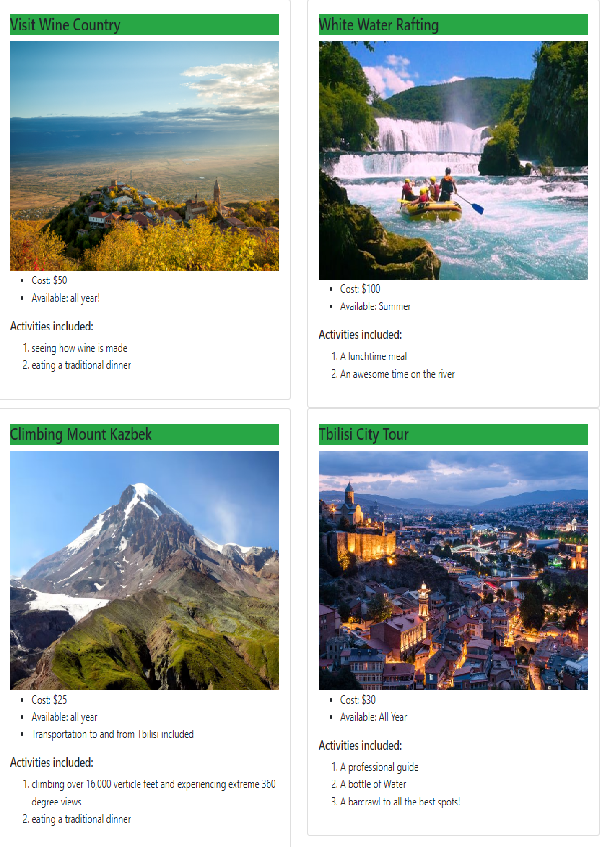 Visit Wine Country
Cost: $50
Available: all year!
Activities included:
1. seeing how wine is made
2. eating a traditional dinner
White Water Rafting
Cost: $100
Available: Summer
Activities included:
1. A lunchtime meal
2. An awesome time on the river
Climbing Mount Kazbek
Cost: $25
Available: all year
Transportation to and from Tbilisi included
Activities included:
1. climbing over 16,000 verticle feet and experiencing extreme 360
degree views
2. eating a traditional dinner
Tbilisi City Tour
Cost: $30
Available: All Year
Activities included:
1. A professional guide
2. A bottle of Water
3. A barcrawl to all the best spots!